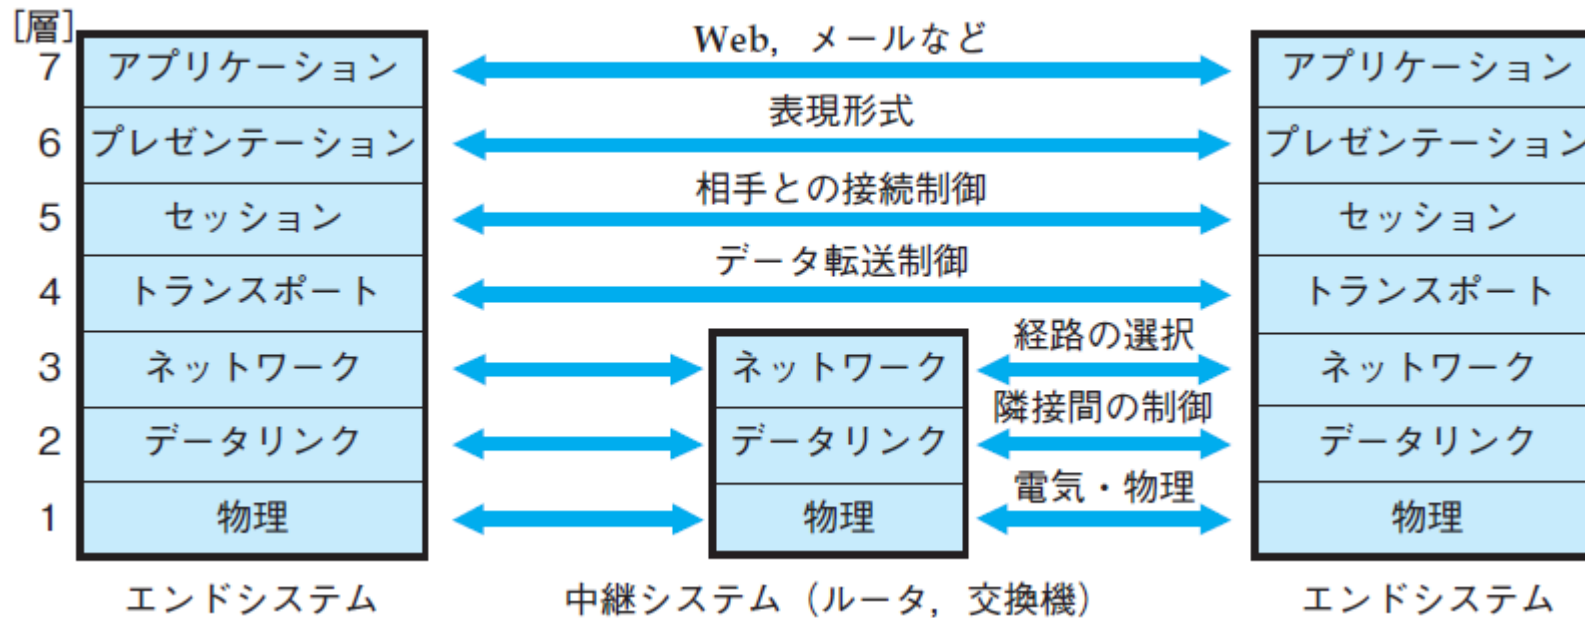 [層]
Web，メールなど
7 アプリケーション アプリケーション
表現形式
6 プレゼンテーション プレゼンテーション
相手との接続制御
5 セッション セッション
データ転送制御
4 トランスポート トランスポート
経路の選択
3 ネットワーク ネットワーク ネットワーク
隣接間の制御
2 データリンク データリンク データリンク
電気・物理
1 物理 物理 物理
エンドシステム 中継システム（ルータ，交換機） エンドシステム